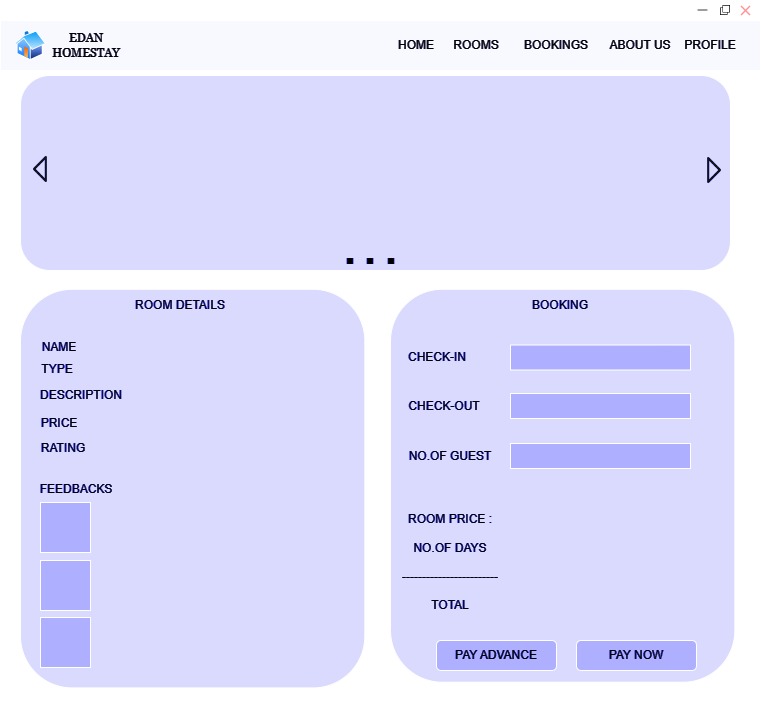 EDAN
HOMESTAY
HOME
ROOMS
BOOKINGS
ABOUT US
PROFILE
ROOM DETAILS
NAME
TYPE
DESCRIPTION
PRICE
RATING
FEEDBACKS
BOOKING
CHECK-IN
CHECK-OUT
NO.OF GUEST
ROOM PRICE :
NO.OF DAYS
------------------------
TOTAL
PAY ADVANCE
PAY NOW